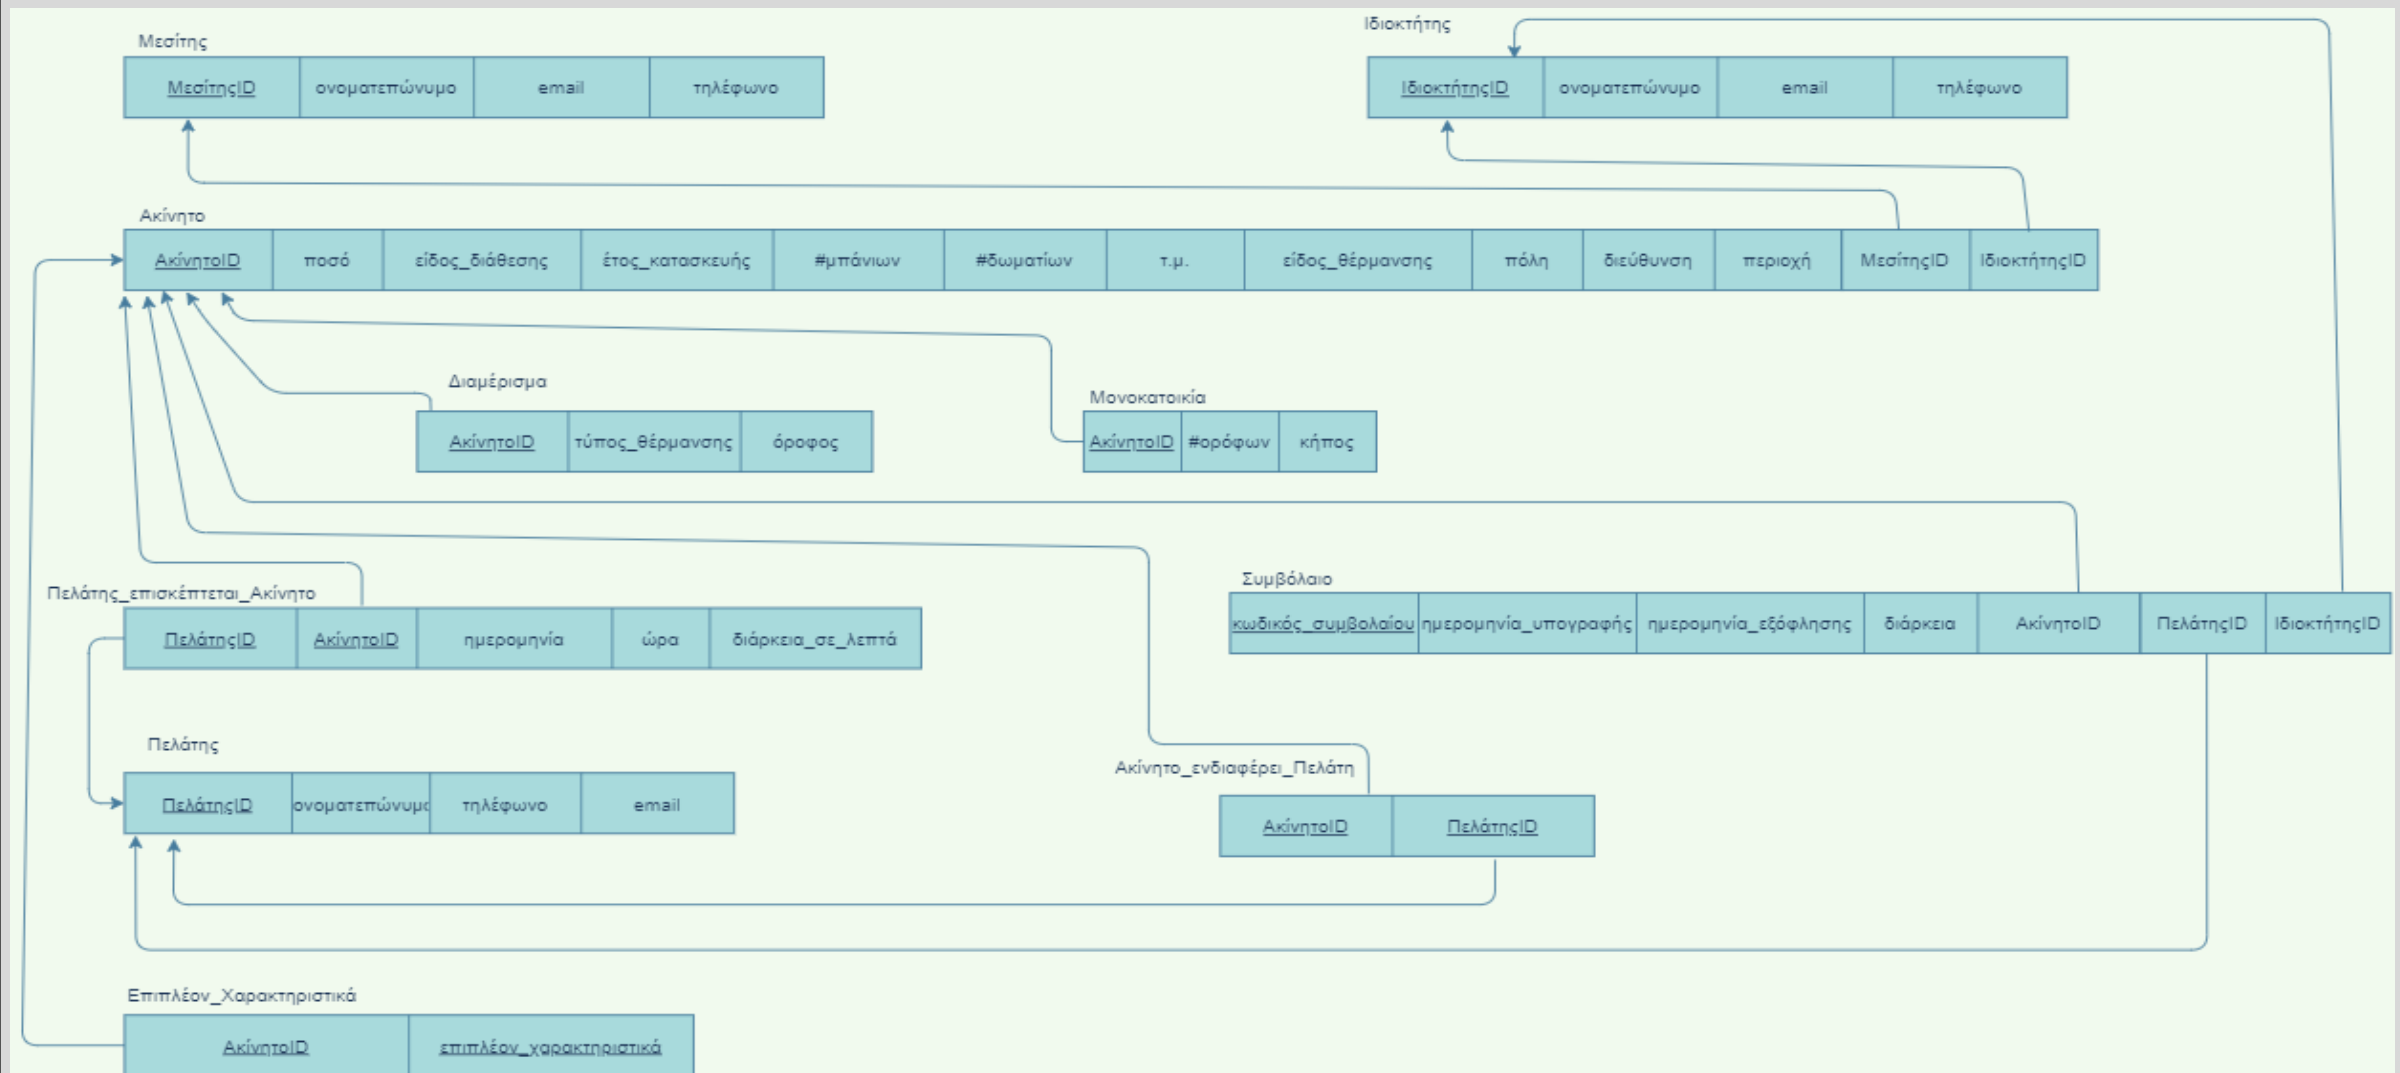 Μεσίτης
ΜεσίτηςID ονοματεπώνυμο email τηλέφωνο
Ιδιοκτήτης
ΙδιοκτήτηςID ονοματεπώνυμο email τηλέφωνο
Ακίνητο
ΑκίνητοID ποσό είδος_διάθεσης έτος_κατασκευής #μπάνιων #δωματίων τ.μ. είδος_θέρμανσης πόλη διεύθυνση περιοχή ΜεσίτηςID ΙδιοκτήτηςID
Διαμέρισμα
ΑκίνητοID τύπος_θέρμανσης όροφος
Μονοκατοικία
ΑκίνητοID #ορόφων κήπος
Πελάτης_επισκέπτεται_Ακίνητο
ΠελάτηςID ΑκίνητοID ημερομηνία ώρα διάρκεια_σε_λεπτά
Συμβόλαιο
κωδικός_συμβολαίου ημερομηνία_υπογραφής ημερομηνία_εξόφλησης διάρκεια ΑκίνητοID ΠελάτηςID ΙδιοκτήτηςID
Πελάτης
ΠελάτηςID ονοματεπώνυμο τηλέφωνο email
Ακίνητο_ενδιαφέρει_Πελάτη
ΑκίνητοID ΠελάτηςID
Επιπλέον_Χαρακτηριστικά
ΑκίνητοID επιπλέον_χαρακτηριστικά